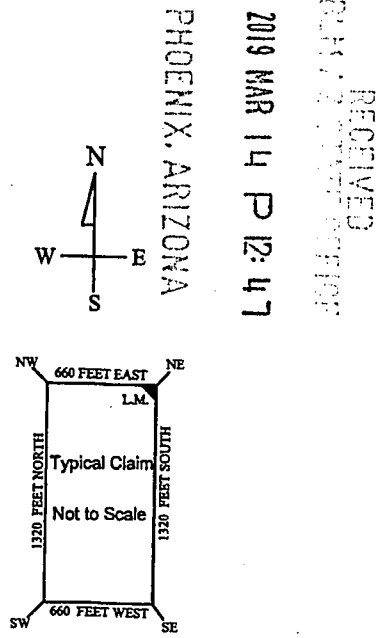 RECEIVED
2019 MAR 14 P 12:47
PHOENIX, ARIZONA
N
W E
S
NW 660 FEET EAST NE
L.M.
1320 FEET NORTH
Typical Claim
Not to Scale
1320 FEET SOUTH
SW 660 FEET WEST SE